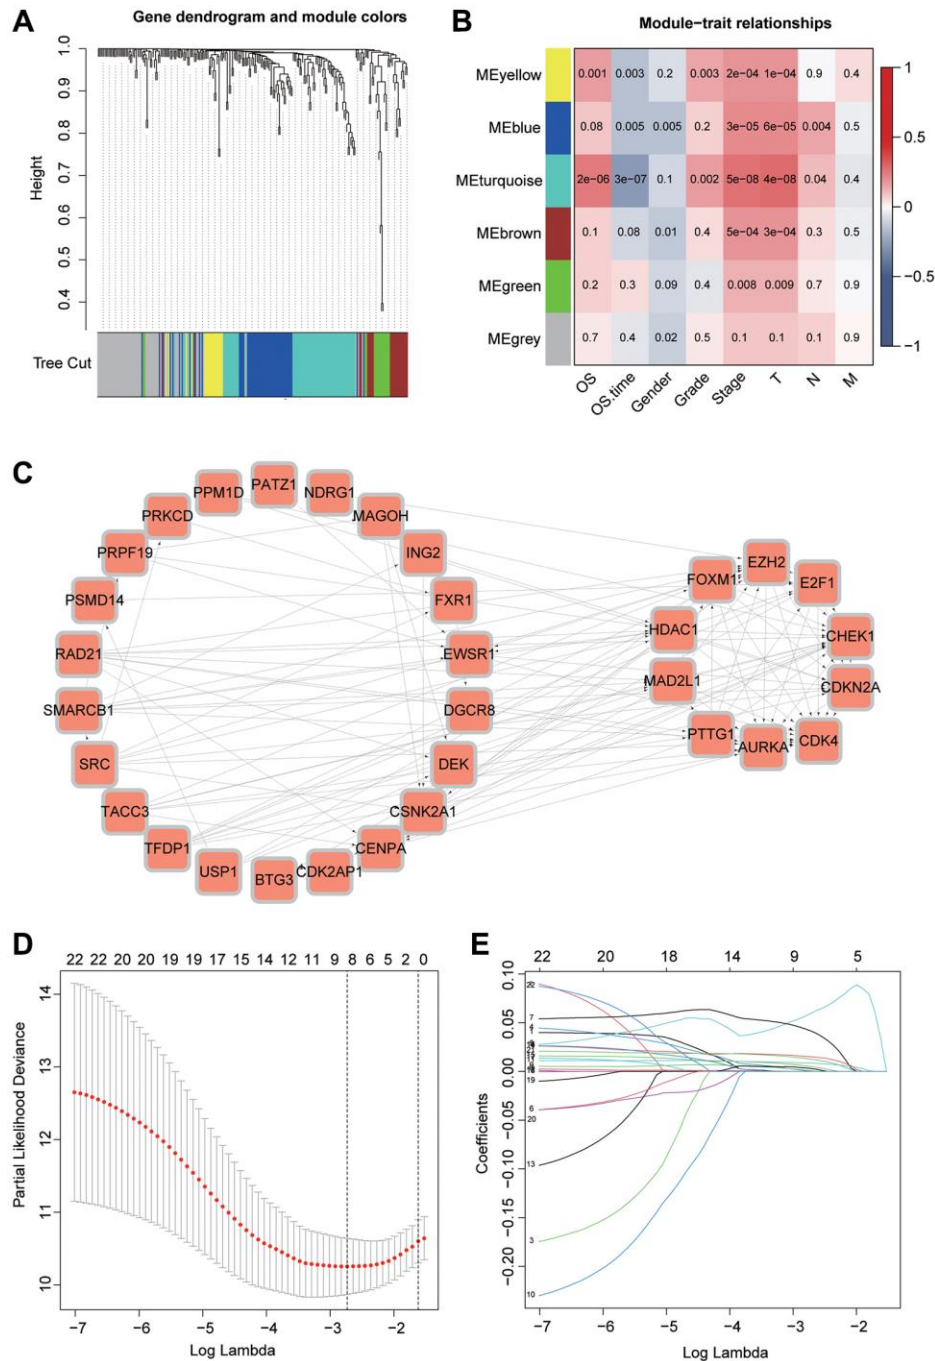 A
Gene dendrogram and module colors
Height
1.0
0.9
0.8
0.7
0.6
0.5
0.4
Tree Cut
B
Module-trait relationships
MEyellow 0.001 0.003 0.2 0.003 2e-04 1e-04 0.9 0.4
MEblue 0.08 0.005 0.005 0.2 3e-05 6e-05 0.004 0.5
MEturquoise 2e-06 3e-07 0.1 0.002 5e-08 4e-08 0.04 0.4
MEbrown 0.1 0.08 0.01 0.4 5e-04 3e-04 0.3 0.5
MEgreen 0.2 0.3 0.09 0.4 0.008 0.009 0.7 0.9
MEgrey 0.7 0.4 0.02 0.5 0.1 0.1 0.1 0.9
OS OS.time Gender Grade Stage T N M
1
0.5
0
−0.5
−1
C
PATZ1
PPM1D
NDRG1
PRKCD
MAGOH
PRPF19
ING2
PSMD14
FXR1
RAD21
EWSR1
SMARCB1
DGCR8
SRC
DEK
TACC3
CSNK2A1
TFDP1
CENPA
USP1
CDK2AP1
BTG3
EZH2
FOXM1
E2F1
HDAC1
CHEK1
MAD2L1
CDKN2A
PTTG1
AURKA
CDK4
D
22 22 20 20 19 19 17 15 14 12 11 9 8 6 5 2 0
Partial Likelihood Deviance
14
13
12
11
10
−7 −6 −5 −4 −3 −2
Log Lambda
E
22 20 18 14 9 5
Coefficients
0.10
0.05
0.00
−0.05
−0.10
−0.15
−0.20
22
7
4
1
19
6
20
13
3
10
−7 −6 −5 −4 −3 −2
Log Lambda